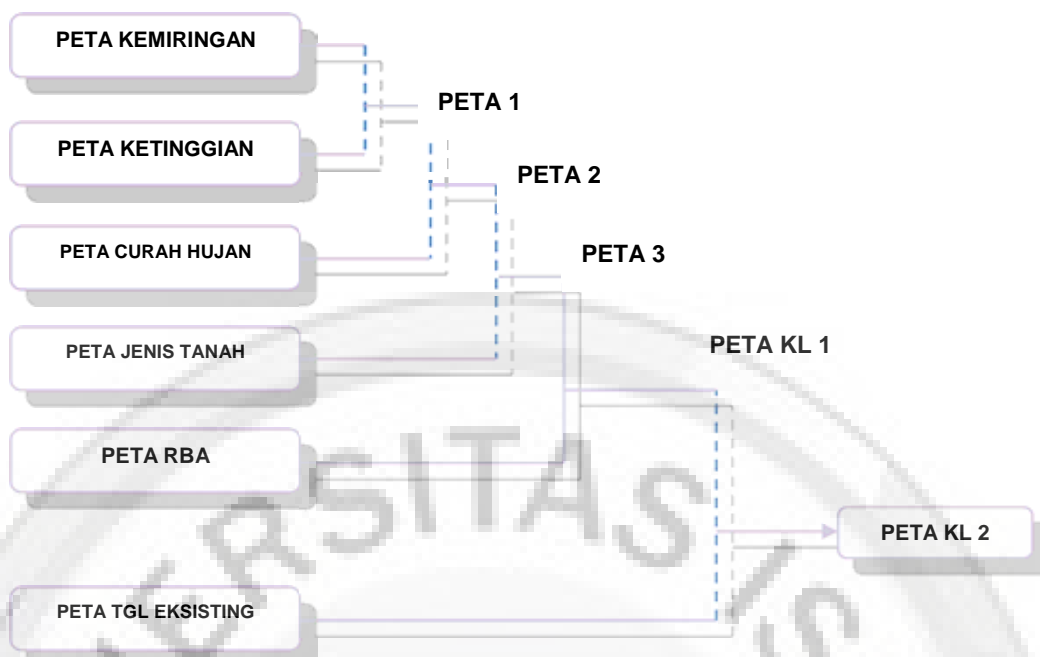 PETA KEMIRINGAN
PETA 1
PETA KETINGGIAN
PETA 2
PETA CURAH HUJAN
PETA 3
PETA JENIS TANAH
PETA KL 1
PETA RBA
PETA KL 2
PETA TGL EKSISTING